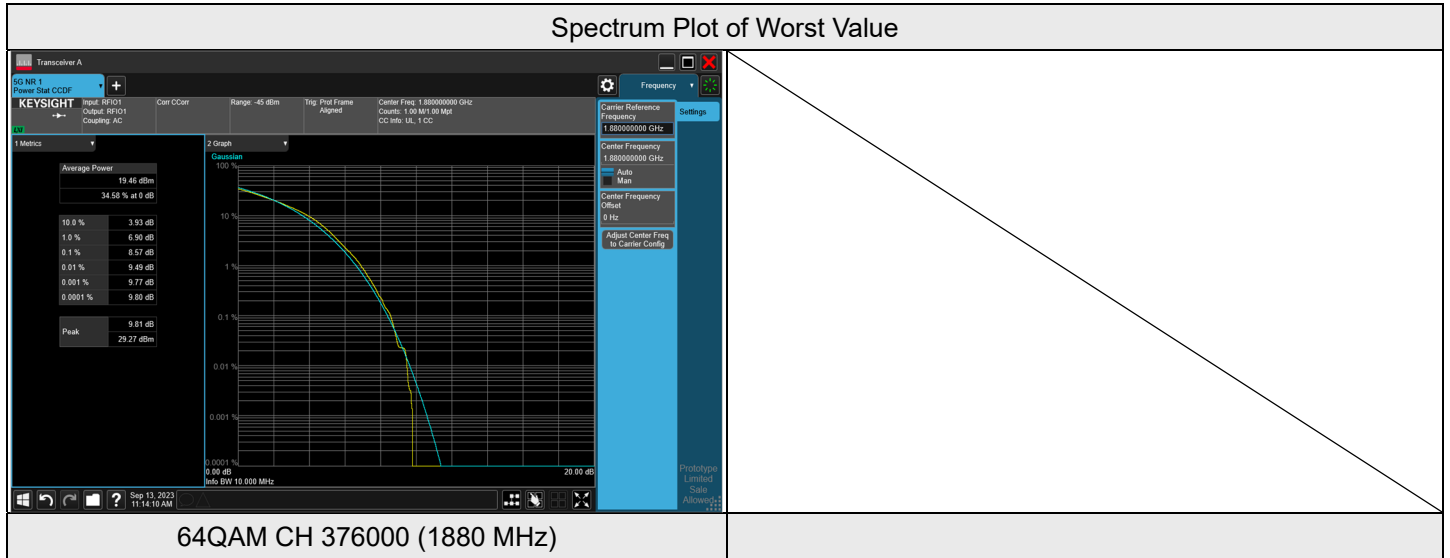 Spectrum Plot of Worst Value
Transceiver A
5G NR 1
Power Stat CCDF
Frequency
KEYSIGHT
Input: RFIO1
Output: RFIO1
Coupling: AC
Corr CCorr
Range: -45 dBm
Trig: Prot Frame
Aligned
Center Freq: 1.880000000 GHz
Counts: 1.00 M/1.00 Mpt
CC Info: UL, 1 CC
LXI
1 Metrics
Average Power
19.46 dBm
34.58 % at 0 dB
10.0 % 3.93 dB
1.0 % 6.90 dB
0.1 % 8.57 dB
0.01 % 9.49 dB
0.001 % 9.77 dB
0.0001 % 9.80 dB
Peak
9.81 dB
29.27 dBm
2 Graph
Gaussian
100 %
10 %
1 %
0.1 %
0.01 %
0.001 %
0.0001 %
0.00 dB
20.00 dB
Info BW 10.000 MHz
Carrier Reference
Frequency
1.880000000 GHz
Settings
Center Frequency
1.880000000 GHz
Auto
Man
Center Frequency
Offset
0 Hz
Adjust Center Freq
to Carrier Config
Prototype
Limited
Sale
Allowed
Sep 13, 2023
11:14:10 AM
64QAM CH 376000 (1880 MHz)